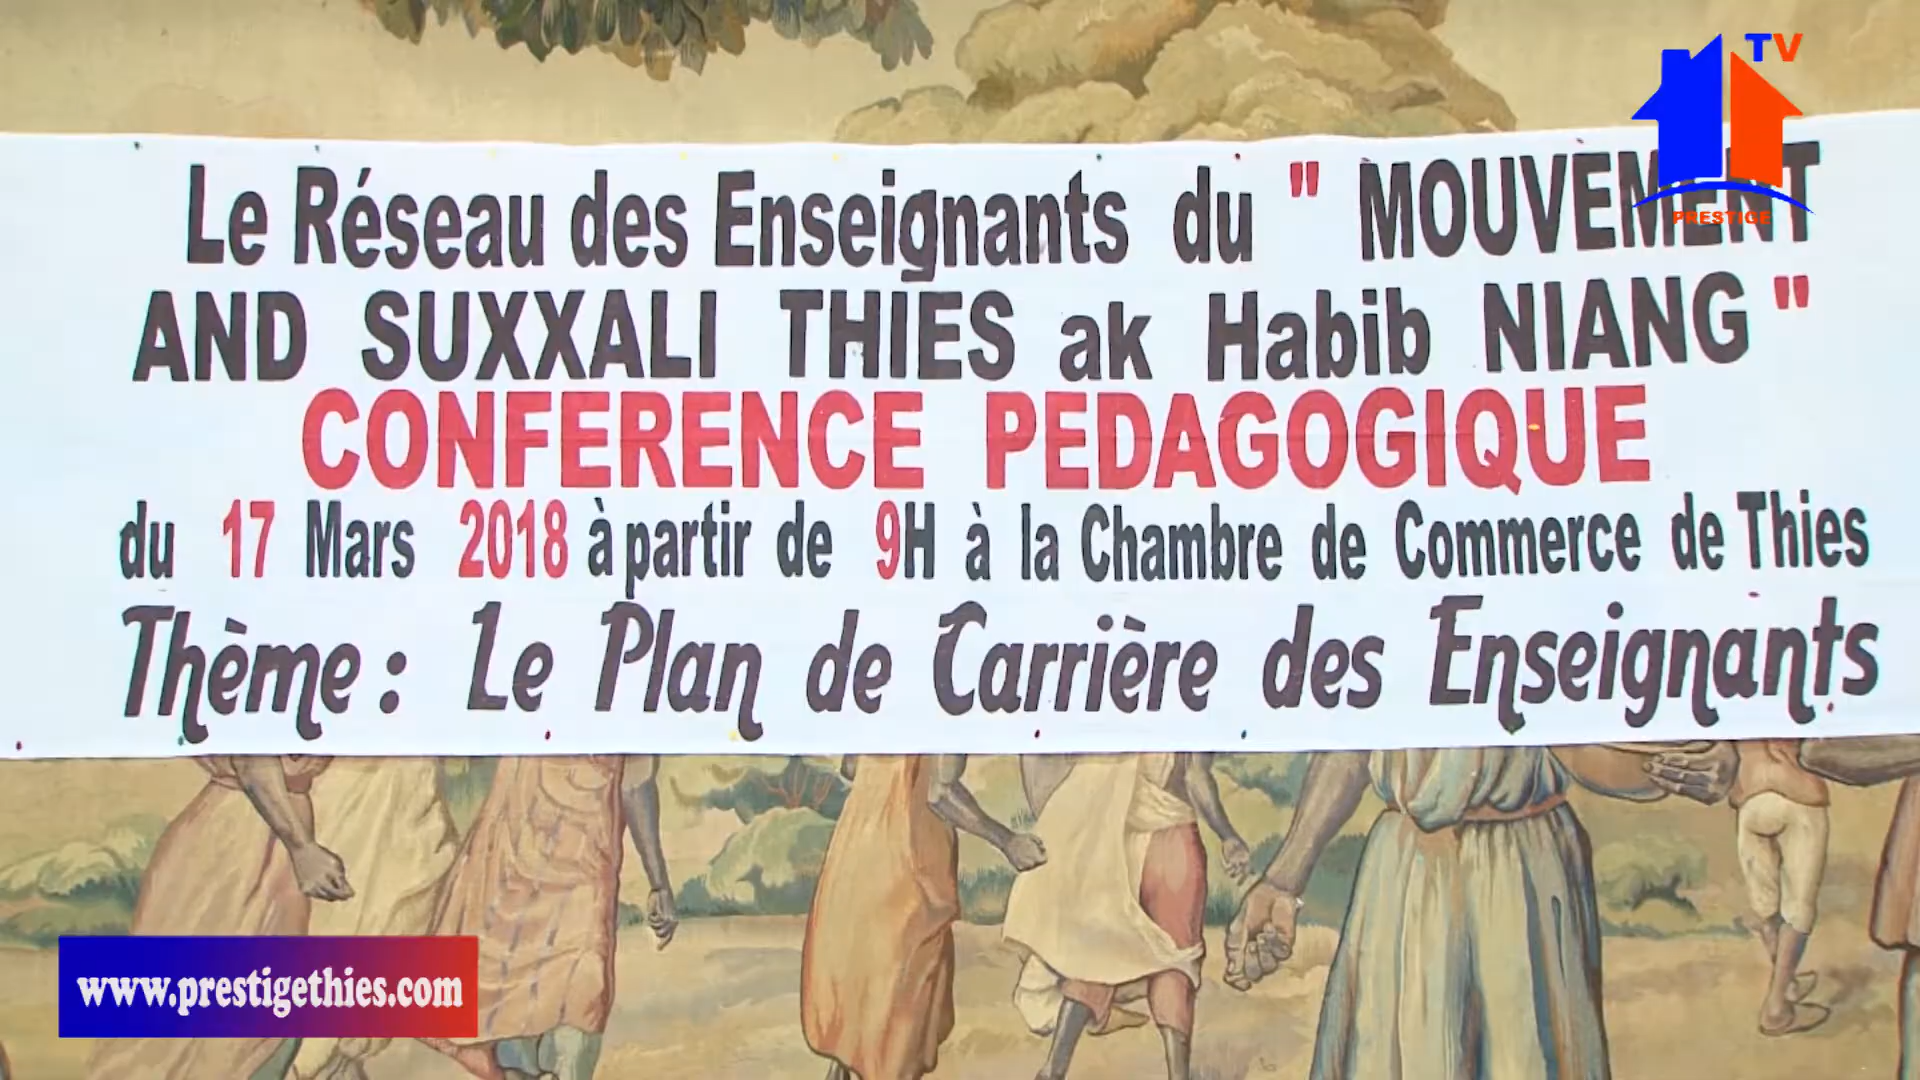 TV
PRESTIGE
Le Réseau des Enseignants du " MOUVEMENT
AND SUXXALI THIES ak Habib NIANG "
CONFERENCE PEDAGOGIQUE
du 17 Mars 2018 à partir de 9H à la Chambre de Commerce de Thies
Thème : Le Plan de Carrière des Enseignants
www.prestigethies.com